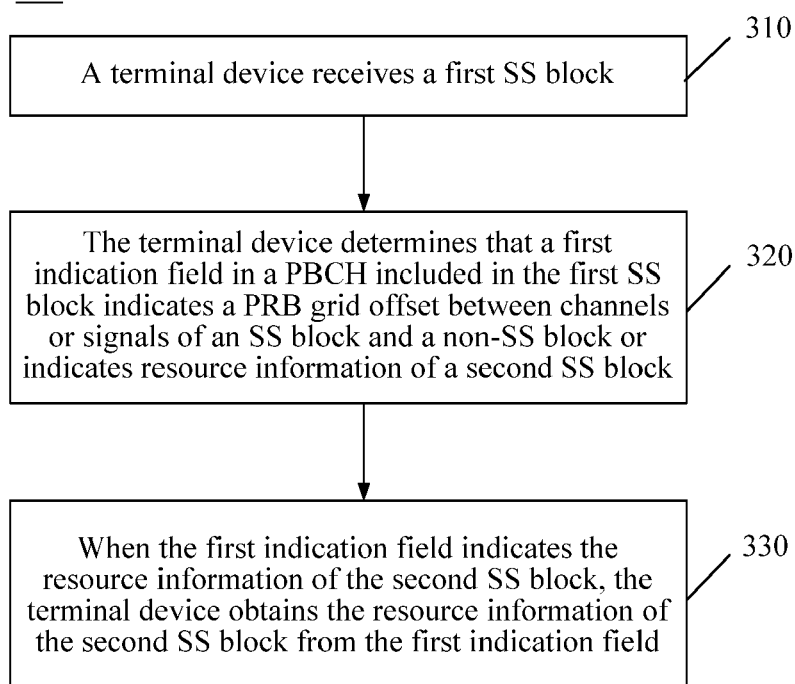 310
A terminal device receives a first SS block
The terminal device determines that a first
indication field in a PBCH included in the first SS
block indicates a PRB grid offset between channels
or signals of an SS block and a non-SS block or
indicates resource information of a second SS block
320
When the first indication field indicates the
resource information of the second SS block, the
terminal device obtains the resource information of
the second SS block from the first indication field
330